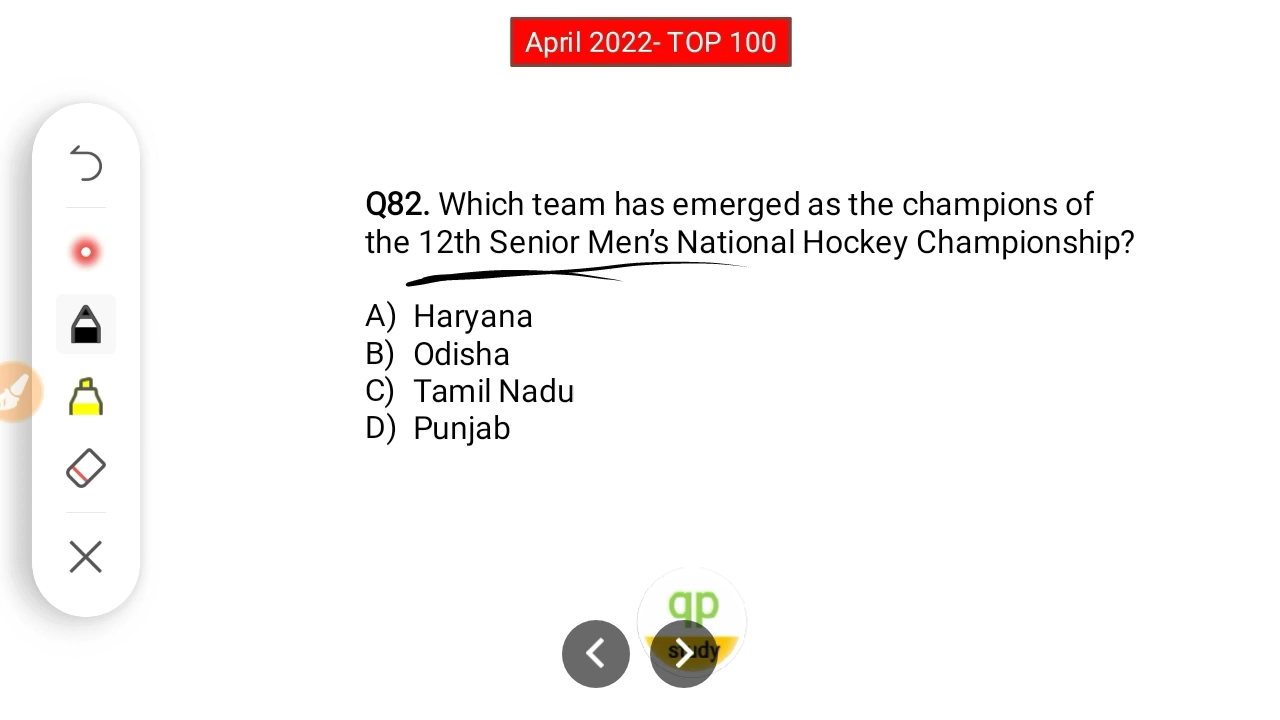 April 2022- TOP 100
Q82. Which team has emerged as the champions of
the 12th Senior Men’s National Hockey Championship?
A) Haryana
B) Odisha
C) Tamil Nadu
D) Punjab
qp
study